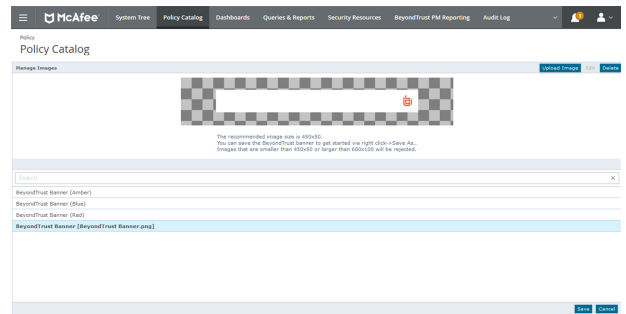 McAfee System Tree Policy Catalog Dashboards Queries & Reports Security Resources BeyondTrust PM Reporting Audit Log
Policy
Policy Catalog
Manage Images Upload Image Edit Delete
The recommended image size is 450x50.
You can save the BeyondTrust banner to get started via right click->Save As..
Images that are smaller than 450x50 or larger than 600x100 will be rejected.
Search
BeyondTrust Banner (Amber)
BeyondTrust Banner (Blue)
BeyondTrust Banner (Red)
BeyondTrust Banner [BeyondTrust Banner.png]
Save Cancel